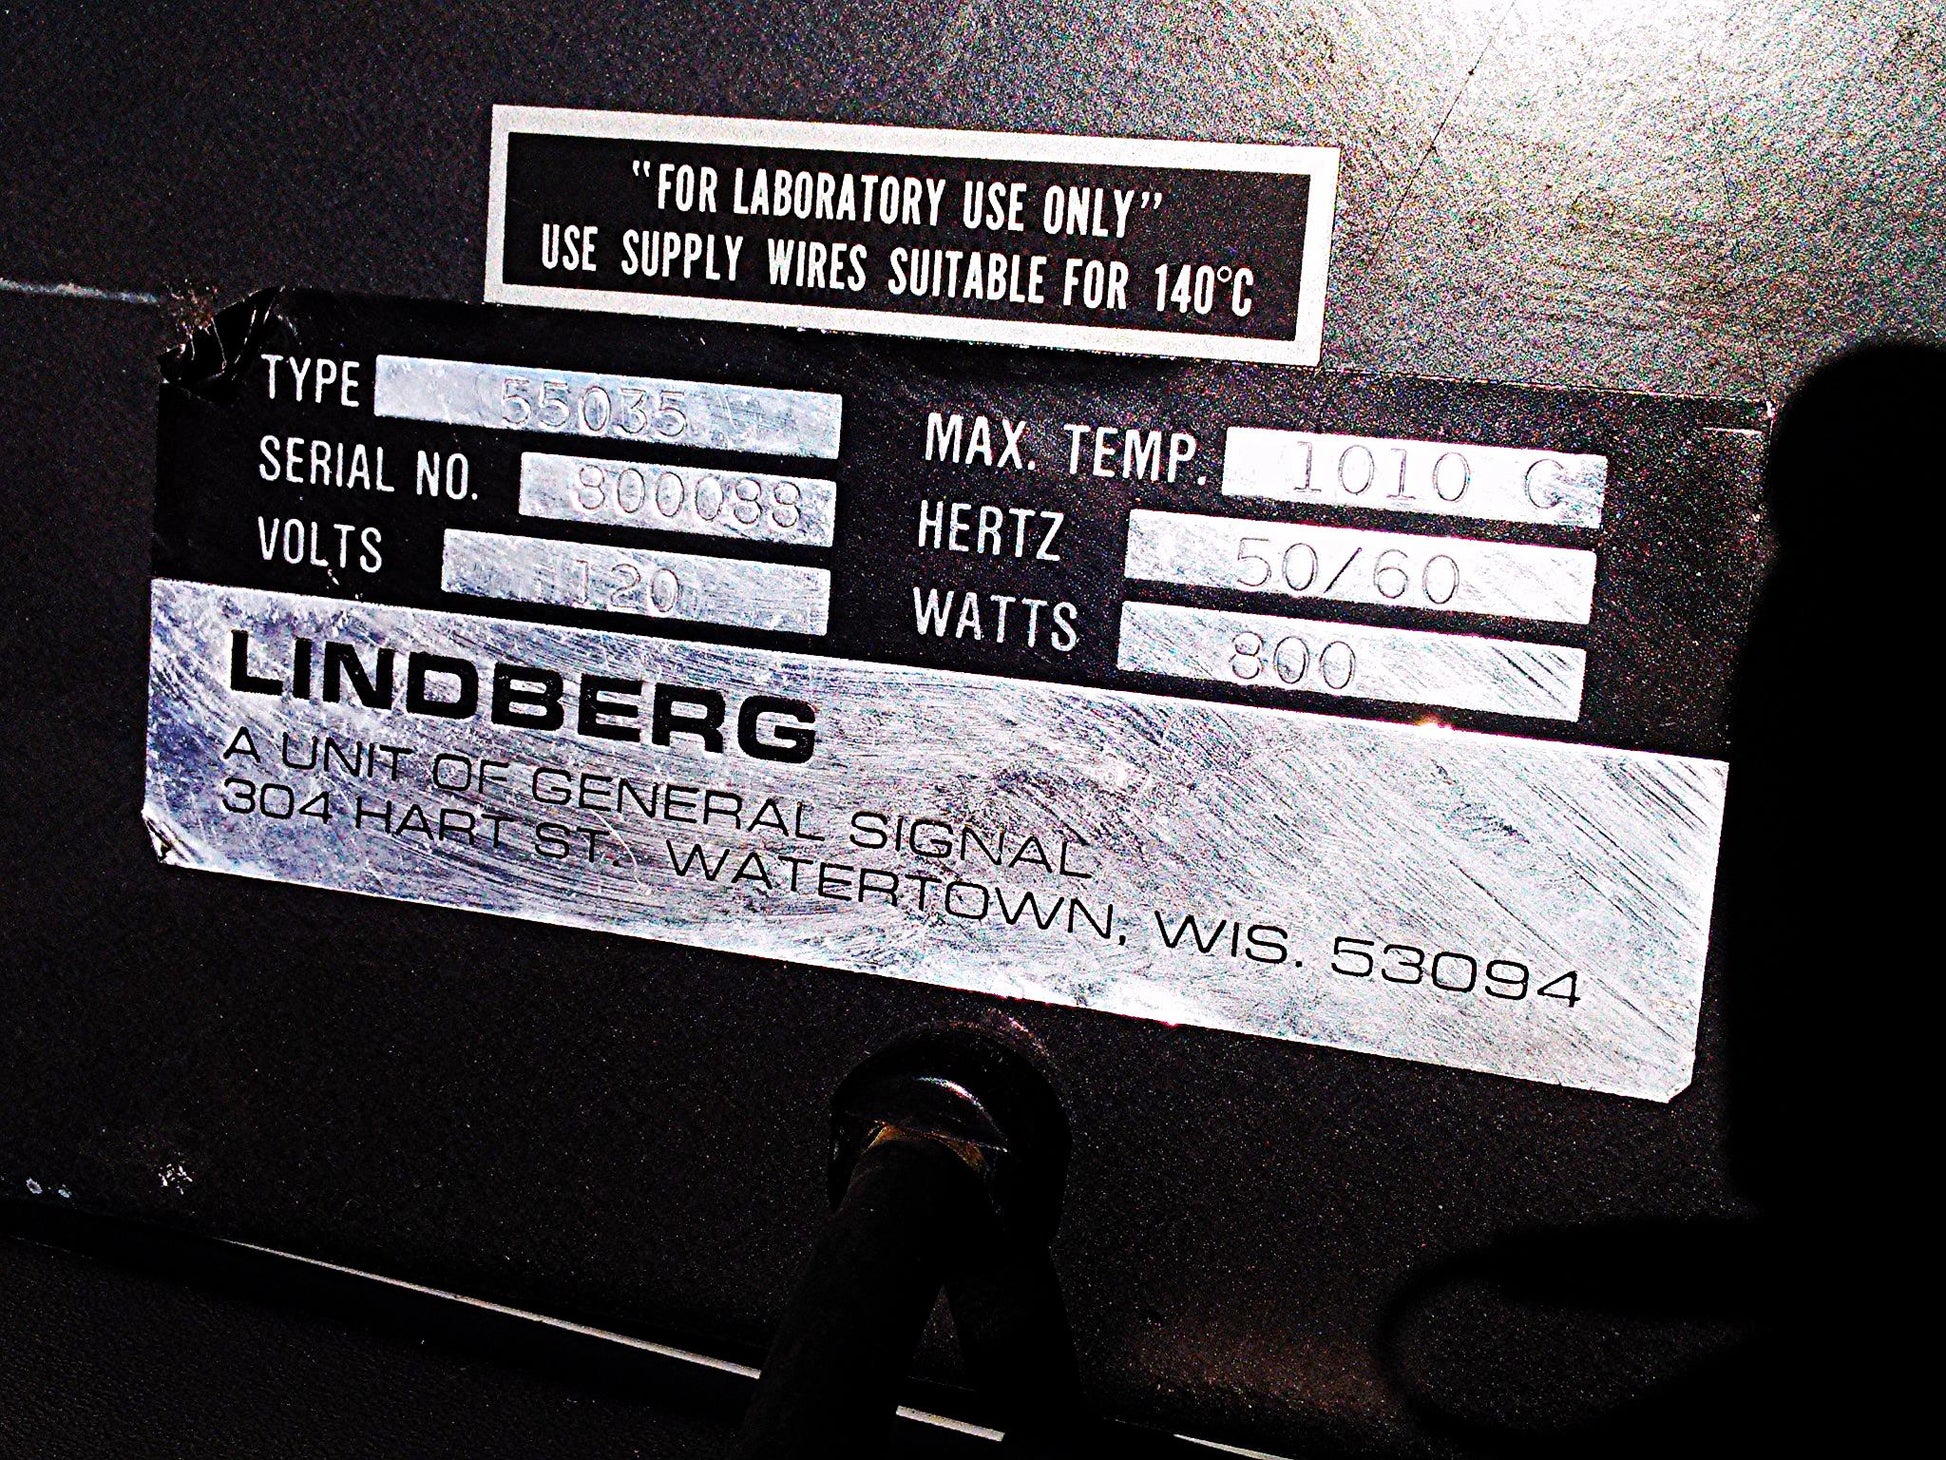 "FOR LABORATORY USE ONLY"
USE SUPPLY WIRES SUITABLE FOR 140°C
TYPE 55035
SERIAL NO. 800088
VOLTS 120
MAX. TEMP. 1010 C
HERTZ 50/60
WATTS 800
LINDBERG
A UNIT OF GENERAL SIGNAL
304 HART ST. WATERTOWN, WIS. 53094